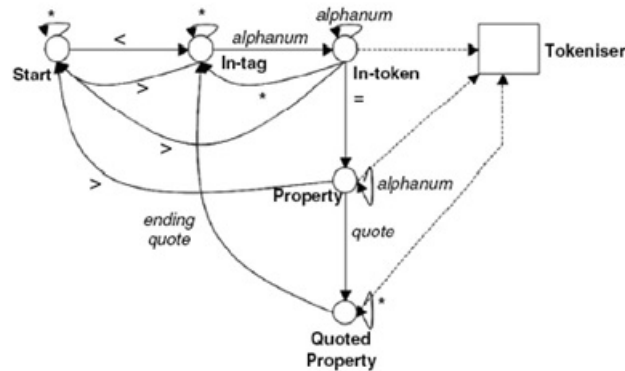 * * alphanum
< alphanum
Tokeniser
Start In-tag In-token
> *
=
>
>
Property alphanum
ending
quote
quote
*
Quoted
Property